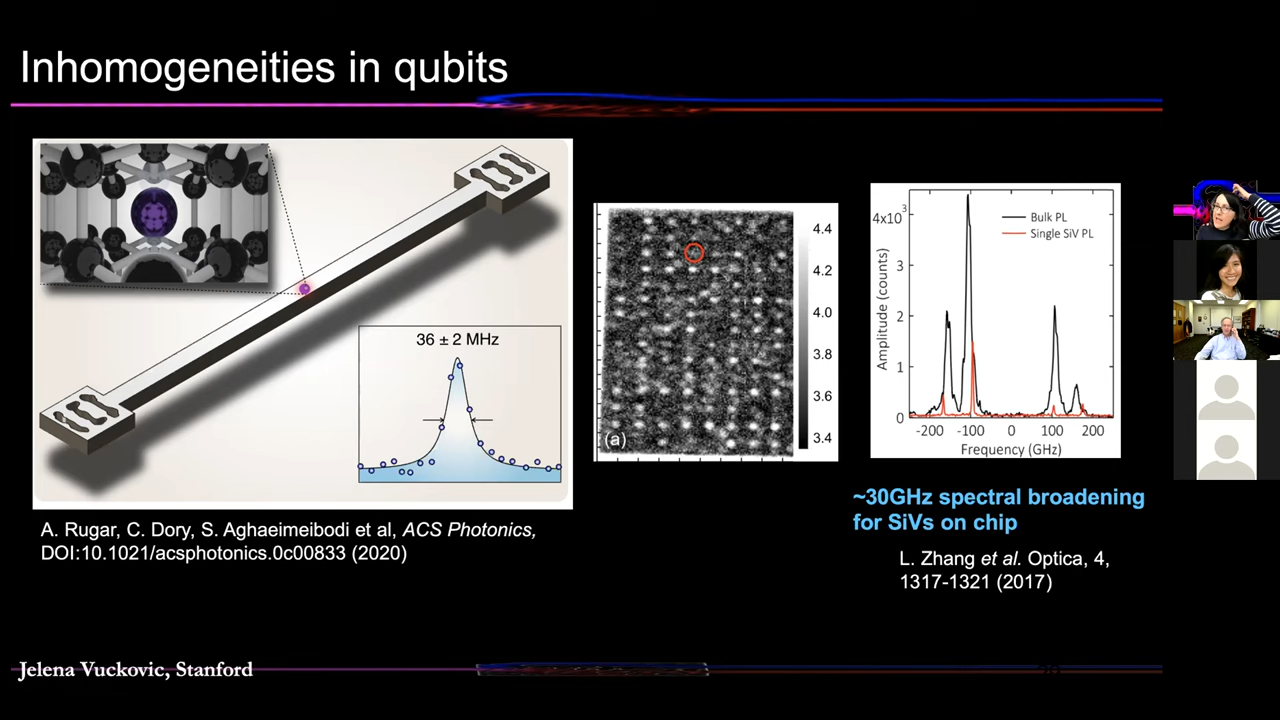 Inhomogeneities in qubits
36 ± 2 MHz
A. Rugar, C. Dory, S. Aghaeimeibodi et al, ACS Photonics,
DOI:10.1021/acsphotonics.0c00833 (2020)
(a)
4.4
4.2
4.0
3.8
3.6
3.4
4x10³
3
2
1
0
Amplitude (counts)
Bulk PL
Single SiV PL
-200 -100 0 100 200
Frequency (GHz)
~30GHz spectral broadening
for SiVs on chip
L. Zhang et al. Optica, 4,
1317-1321 (2017)
Jelena Vuckovic, Stanford